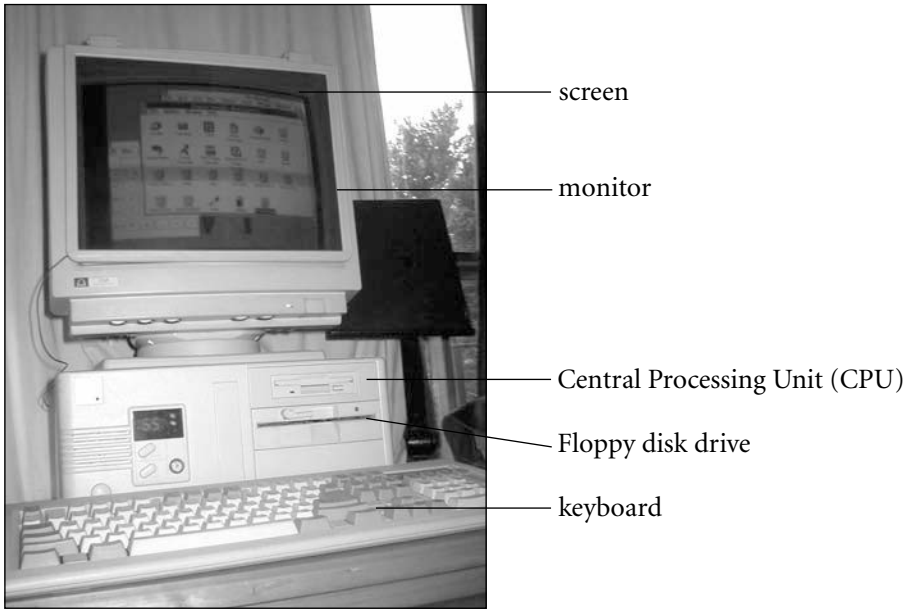 screen
monitor
Central Processing Unit (CPU)
Floppy disk drive
keyboard